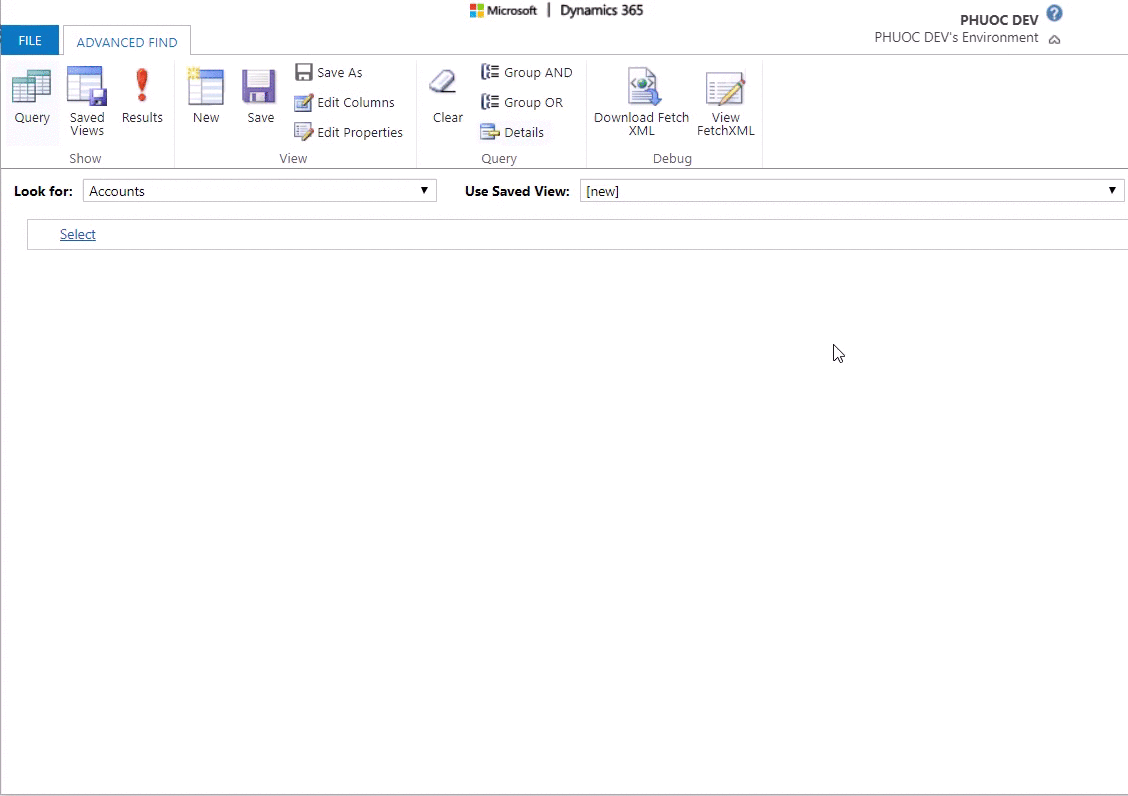 Microsoft | Dynamics 365
PHUOC DEV
PHUOC DEV's Environment
FILE
ADVANCED FIND
Query
Saved Views
Results
Show
New
Save
Save As
Edit Columns
Edit Properties
View
Clear
Group AND
Group OR
Details
Query
Download Fetch XML
View FetchXML
Debug
Look for: Accounts
Use Saved View: [new]
Select